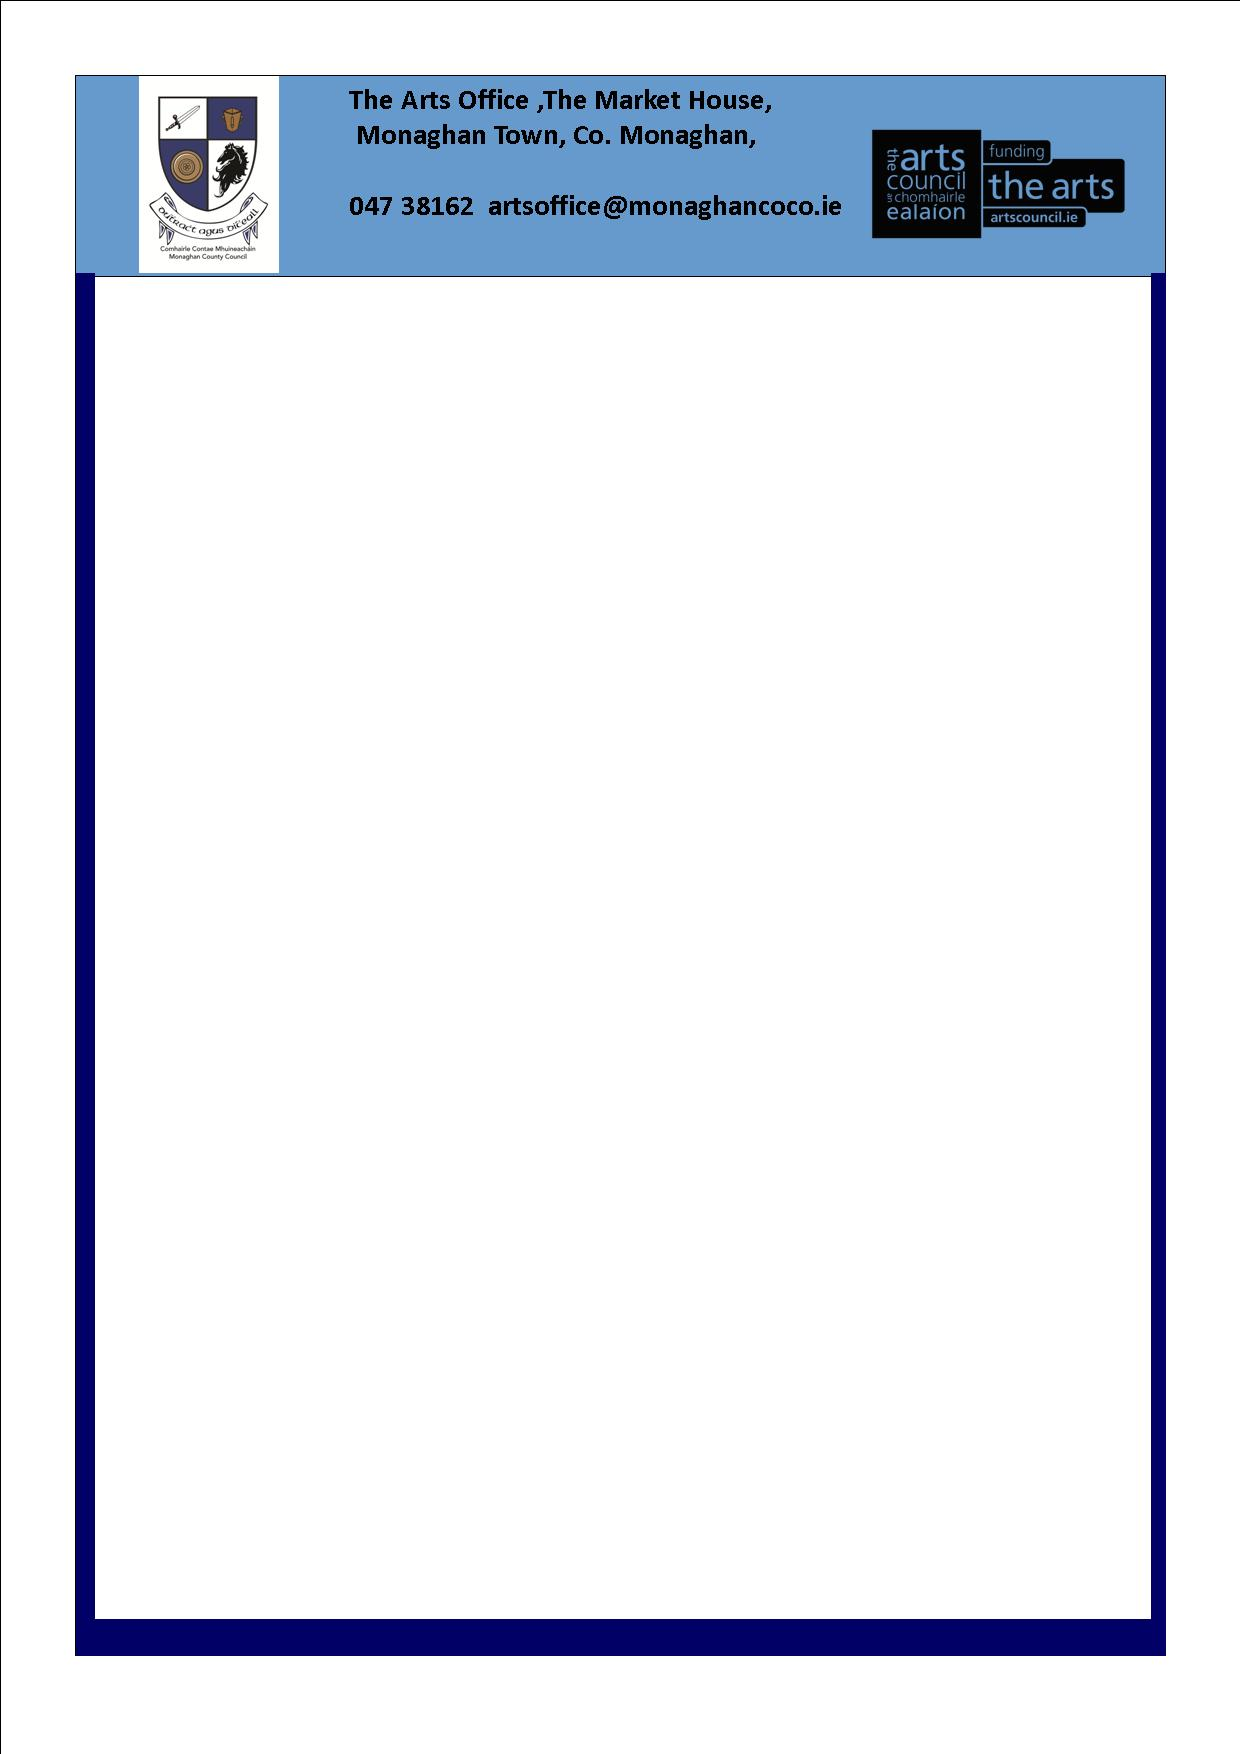 The Arts Office ,The Market House,
Monaghan Town, Co. Monaghan,
047 38162  artsoffice@monaghancoco.ie
Comhairle Contae Mhuineacháin
Monaghan County Council
the arts
council
chomhairle
ealaíon
funding
the arts
artscouncil.ie